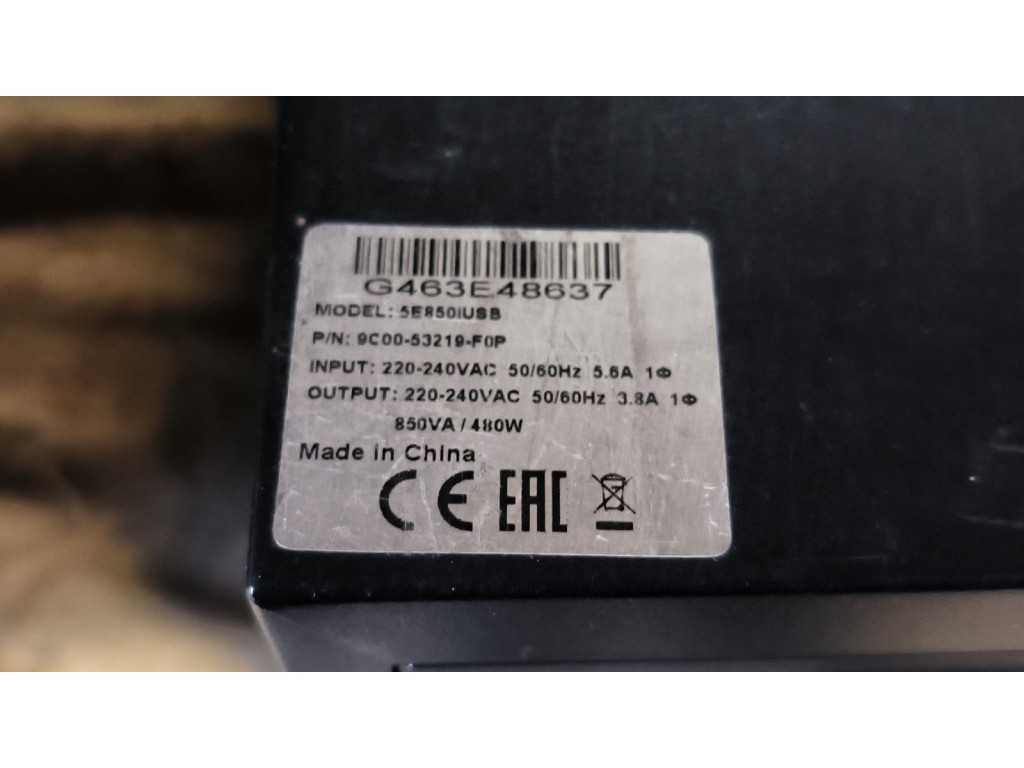 G463E48637
MODEL: 5E850iUSB
P/N: 9C00-53219-F0P
INPUT: 220-240VAC 50/60Hz 5.6A 1Φ
OUTPUT: 220-240VAC 50/60Hz 3.8A 1Φ
850VA / 480W
Made in China
CE EAC